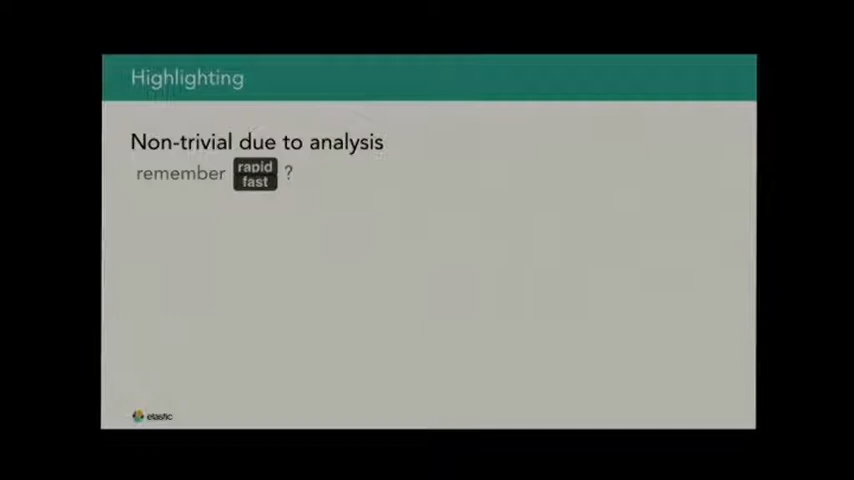 Highlighting
Non-trivial due to analysis
remember rapid fast ?
elastic